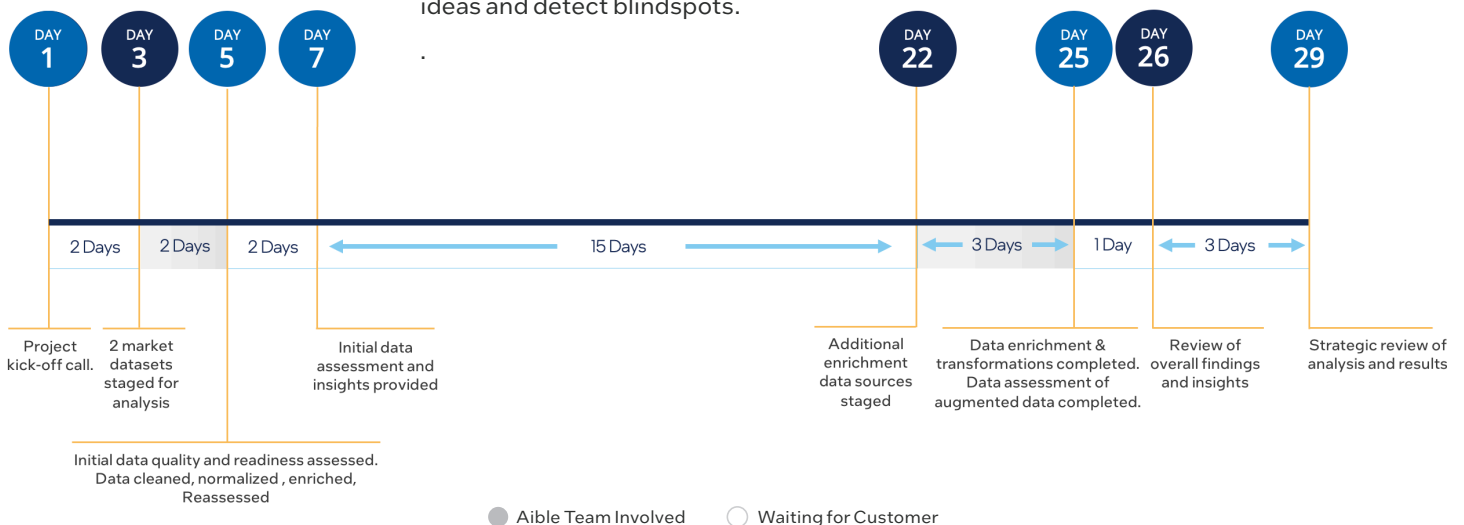 ideas and detect blindspots.
.
DAY
1
DAY
3
DAY
5
DAY
7
DAY
22
DAY
25
DAY
26
DAY
29
2 Days
2 Days
2 Days
15 Days
3 Days
1 Day
3 Days
Project
kick-off call.
2 market
datasets
staged for
analysis
Initial data
assessment and
insights provided
Additional
enrichment
data sources
staged
Data enrichment &
transformations completed.
Data assessment of
augmented data completed.
Review of
overall findings
and insights
Strategic review of
analysis and results
Initial data quality and readiness assessed.
Data cleaned, normalized , enriched,
Reassessed
Aible Team Involved
Waiting for Customer